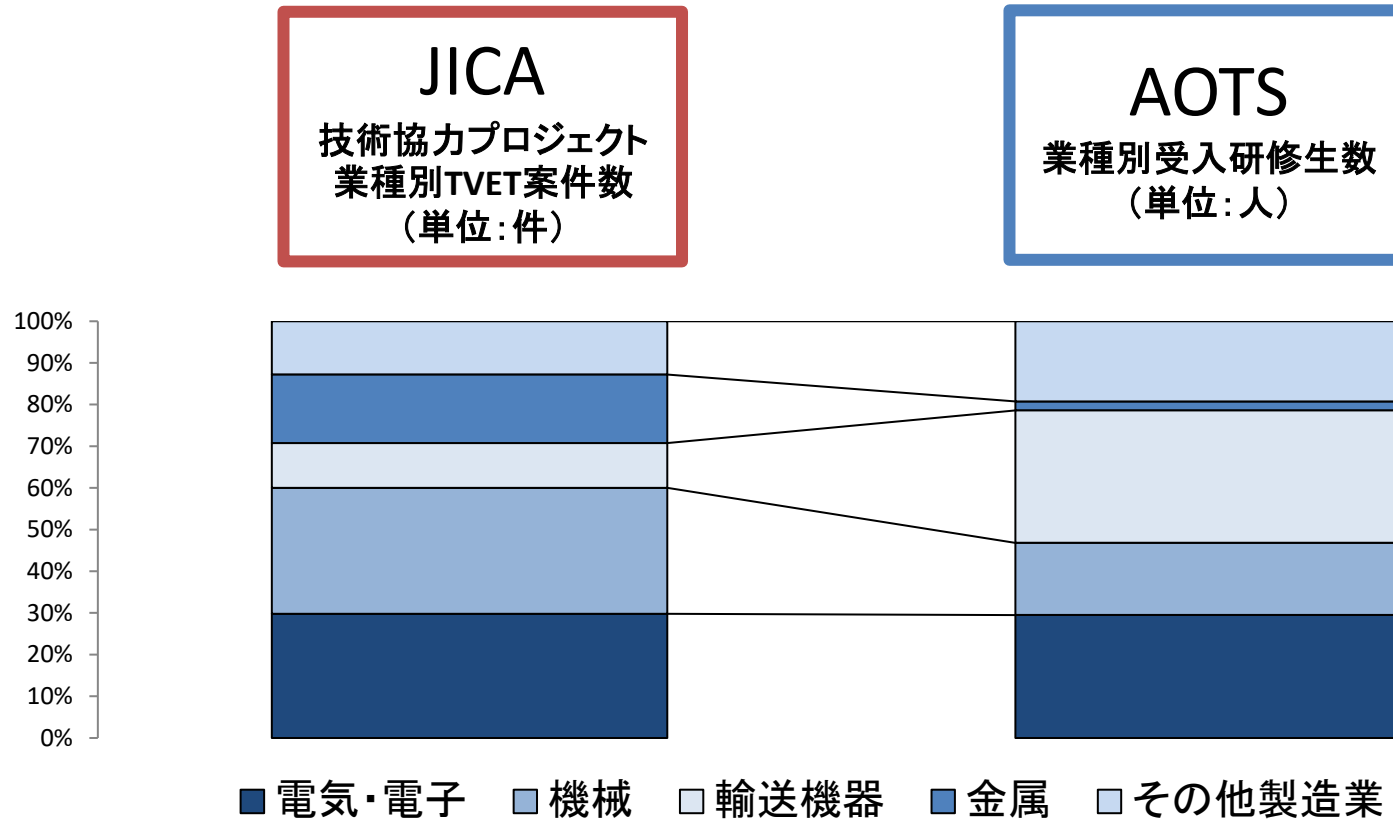 JICA
技術協力プロジェクト
業種別TVET案件数
（単位：件）
AOTS
業種別受入研修生数
（単位：人）
100%
90%
80%
70%
60%
50%
40%
30%
20%
10%
0%
電気・電子 機械 輸送機器 金属 その他製造業